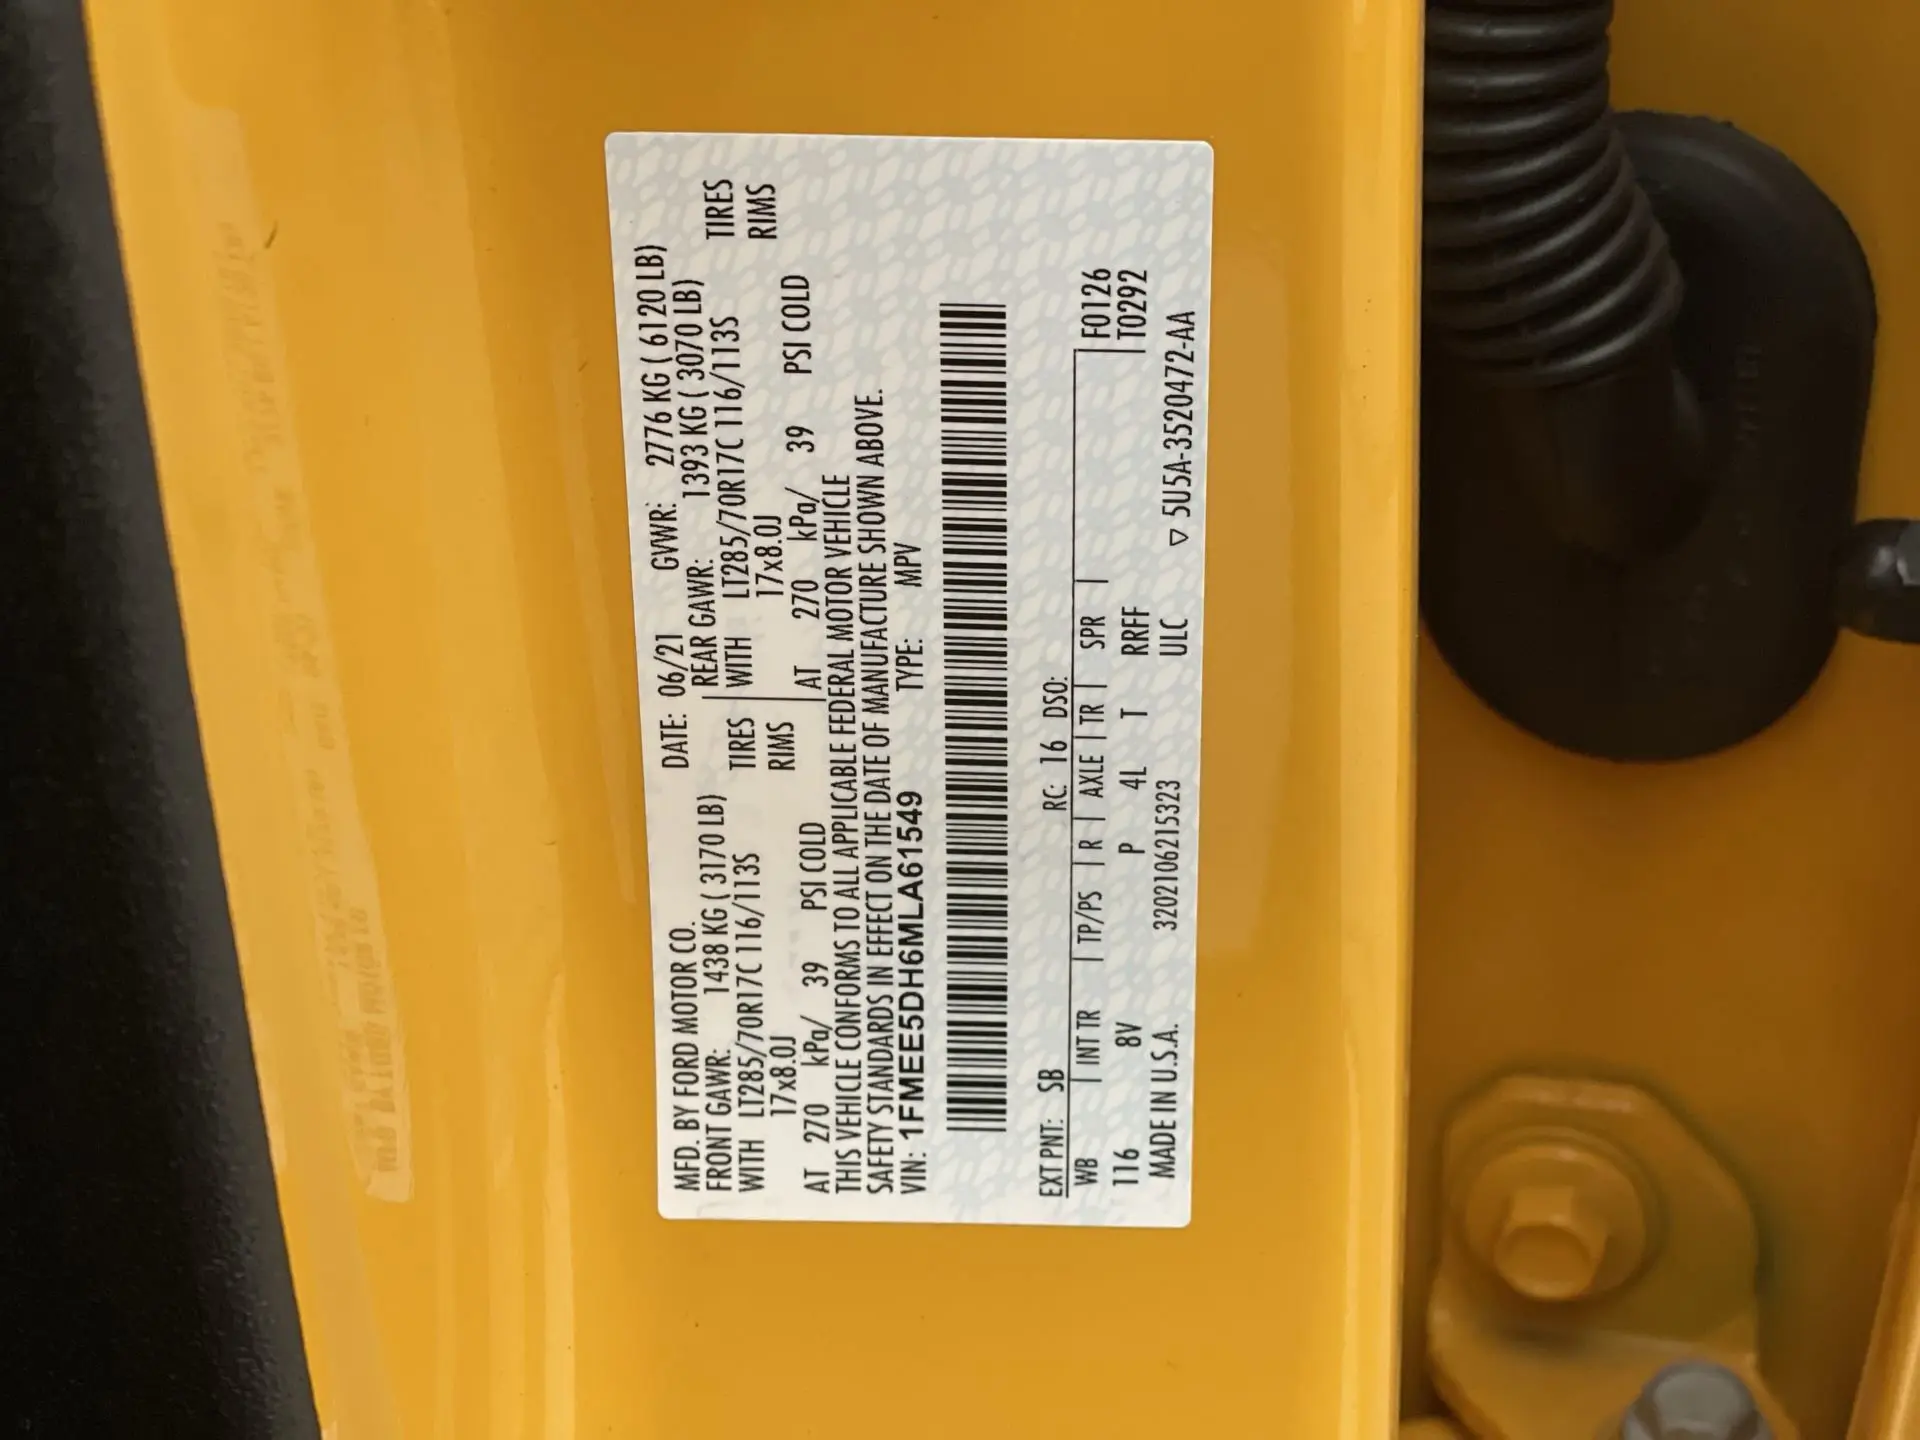 MFD. BY FORD MOTOR CO. DATE: 06/21 GVWR: 2776 KG ( 6120 LB)
FRONT GAWR: 1438 KG ( 3170 LB) REAR GAWR: 1393 KG ( 3070 LB)
WITH LT285/70R17C 116/113S TIRES WITH LT285/70R17C 116/113S TIRES
17x8.0J RIMS 17x8.0J RIMS
AT 270 kPa/ 39 PSI COLD AT 270 kPa/ 39 PSI COLD
THIS VEHICLE CONFORMS TO ALL APPLICABLE FEDERAL MOTOR VEHICLE
SAFETY STANDARDS IN EFFECT ON THE DATE OF MANUFACTURE SHOWN ABOVE.
VIN: 1FMEE5DH6MLA61549 TYPE: MPV
EXT PNT: SB RC: 16 DSO:
WB INT TR TP/PS R AXLE TR SPR F0126
116 8V P 4L T RRFF T0292
MADE IN U.S.A. 320210621​5323 ULC ▽ 5U5A-3520472-AA